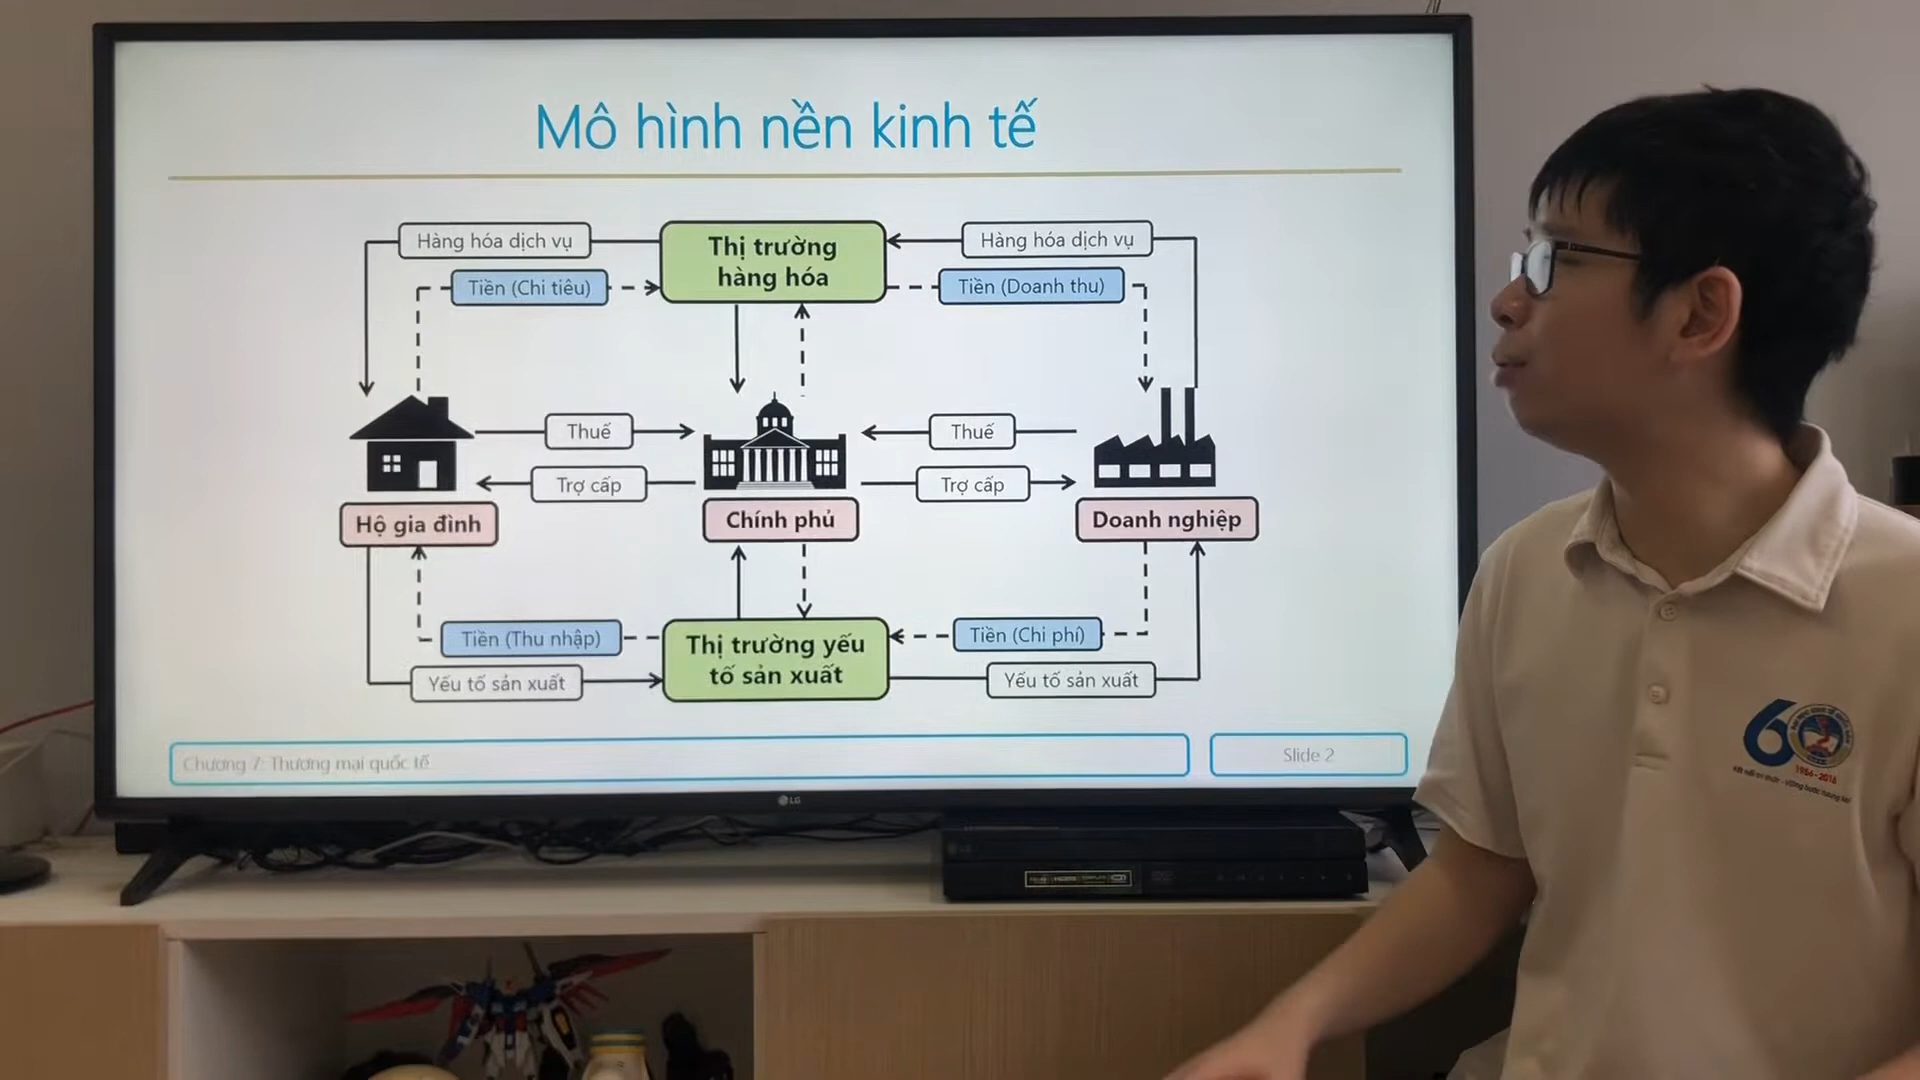 Mô hình nền kinh tế
Hàng hóa dịch vụ
Thị trường
hàng hóa
Hàng hóa dịch vụ
Tiền (Chi tiêu)
Tiền (Doanh thu)
Thuế
Thuế
Trợ cấp
Trợ cấp
Hộ gia đình
Chính phủ
Doanh nghiệp
Tiền (Thu nhập)
Thị trường yếu
tố sản xuất
Tiền (Chi phí)
Yếu tố sản xuất
Yếu tố sản xuất
Chương 7: Thương mại quốc tế
Slide 2
LG
60
1956-2016